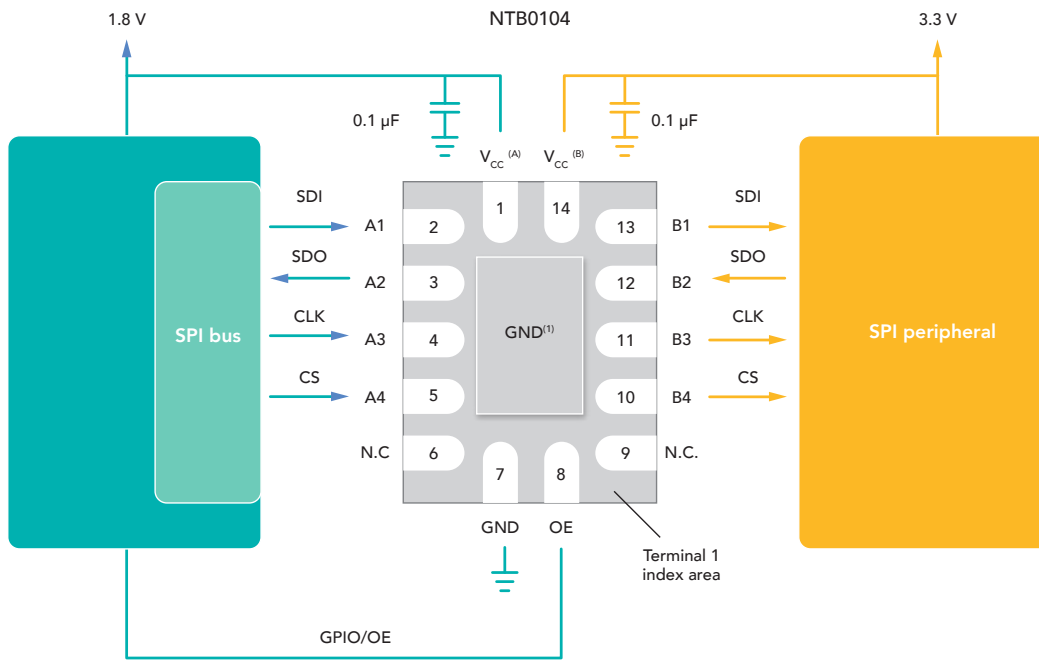 1.8 V
NTB0104
3.3 V
0.1 µF
0.1 µF
VCC (A)
VCC (B)
SPI bus
SDI
SDO
CLK
CS
A1
A2
A3
A4
N.C
1
14
2
3
4
5
6
13
12
11
10
9
7
8
GND(1)
B1
B2
B3
B4
N.C.
SDI
SDO
CLK
CS
SPI peripheral
GND
OE
Terminal 1
index area
GPIO/OE